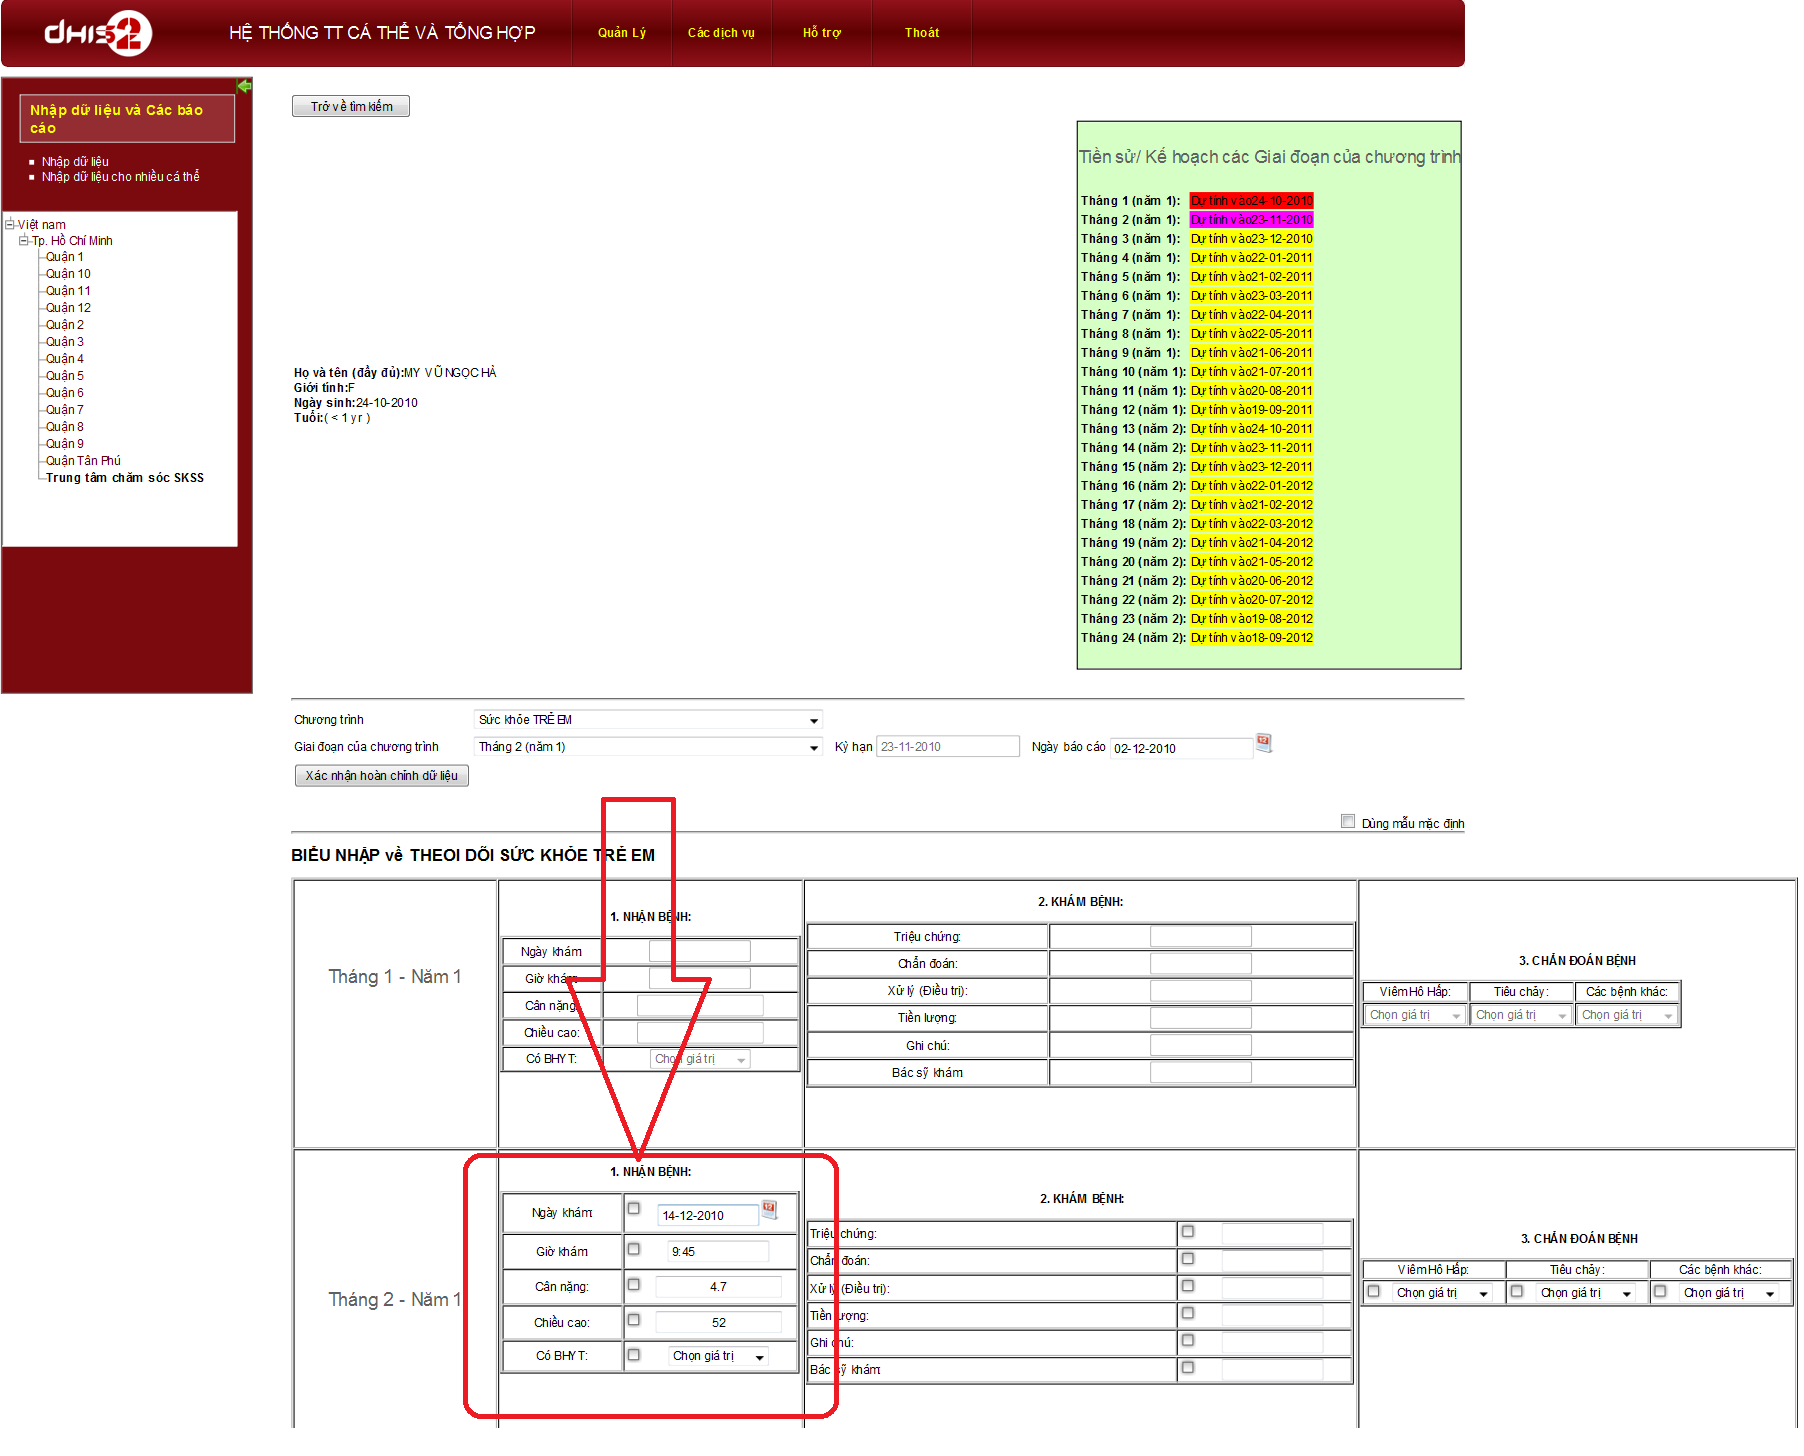 dHIS2
HỆ THỐNG TT CÁ THỂ VÀ TỔNG HỢP
Quản Lý
Các dịch vụ
Hỗ trợ
Thoát
Nhập dữ liệu và Các báo
cáo
Nhập dữ liệu
Nhập dữ liệu cho nhiều cá thể
Việt nam
Tp. Hồ Chí Minh
Quận 1
Quận 10
Quận 11
Quận 12
Quận 2
Quận 3
Quận 4
Quận 5
Quận 6
Quận 7
Quận 8
Quận 9
Quận Tân Phú
Trung tâm chăm sóc SKSS
Trở về tìm kiếm
Tiền sử/ Kế hoạch các Giai đoạn của chương trình
Tháng 1 (năm 1): Dự tính vào24-10-2010
Tháng 2 (năm 1): Dự tính vào23-11-2010
Tháng 3 (năm 1): Dự tính vào23-12-2010
Tháng 4 (năm 1): Dự tính vào22-01-2011
Tháng 5 (năm 1): Dự tính vào21-02-2011
Tháng 6 (năm 1): Dự tính vào23-03-2011
Tháng 7 (năm 1): Dự tính vào22-04-2011
Tháng 8 (năm 1): Dự tính vào22-05-2011
Tháng 9 (năm 1): Dự tính vào21-06-2011
Tháng 10 (năm 1): Dự tính vào21-07-2011
Tháng 11 (năm 1): Dự tính vào20-08-2011
Tháng 12 (năm 1): Dự tính vào19-09-2011
Tháng 13 (năm 2): Dự tính vào24-10-2011
Tháng 14 (năm 2): Dự tính vào23-11-2011
Tháng 15 (năm 2): Dự tính vào23-12-2011
Tháng 16 (năm 2): Dự tính vào22-01-2012
Tháng 17 (năm 2): Dự tính vào21-02-2012
Tháng 18 (năm 2): Dự tính vào22-03-2012
Tháng 19 (năm 2): Dự tính vào21-04-2012
Tháng 20 (năm 2): Dự tính vào21-05-2012
Tháng 21 (năm 2): Dự tính vào20-06-2012
Tháng 22 (năm 2): Dự tính vào20-07-2012
Tháng 23 (năm 2): Dự tính vào19-08-2012
Tháng 24 (năm 2): Dự tính vào18-09-2012
Họ và tên (đầy đủ):MY VŨ NGỌC HÀ
Giới tính:F
Ngày sinh:24-10-2010
Tuổi:( < 1 yr )
Chương trình Sức khỏe TRẺ EM
Giai đoạn của chương trình Tháng 2 (năm 1) Kỳ hạn 23-11-2010 Ngày báo cáo 02-12-2010
Xác nhận hoàn chỉnh dữ liệu
Dùng mẫu mặc định
BIỂU NHẬP về THEOI DÕI SỨC KHỎE TRẺ EM
Tháng 1 - Năm 1
1. NHẬN BỆNH:
Ngày khám
Giờ khám
Cân nặng:
Chiều cao:
Có BHYT: Chọn giá trị
2. KHÁM BỆNH:
Triệu chứng:
Chẩn đoán:
Xử lý (Điều trị):
Tiền lượng:
Ghi chú:
Bác sỹ khám
3. CHẨN ĐOÁN BỆNH
Viêm Hô Hấp: Tiêu chảy: Các bệnh khác:
Chọn giá trị Chọn giá trị Chọn giá trị
Tháng 2 - Năm 1
1. NHẬN BỆNH:
Ngày khám: 14-12-2010
Giờ khám 9:45
Cân nặng: 4.7
Chiều cao: 52
Có BHYT: Chọn giá trị
2. KHÁM BỆNH:
Triệu chứng:
Chẩn đoán:
Xử lý (Điều trị):
Tiền lượng:
Ghi chú:
Bác sỹ khám:
3. CHẨN ĐOÁN BỆNH
Viêm Hô Hấp: Tiêu chảy: Các bệnh khác:
Chọn giá trị Chọn giá trị Chọn giá trị